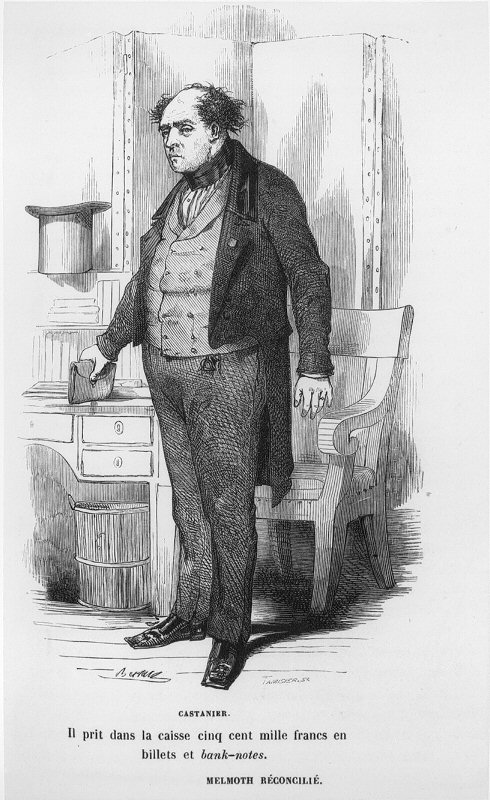 CASTANIER.
Il prit dans la caisse cinq cent mille francs en
billets et bank-notes.
MELMOTH RÉCONCILIÉ.